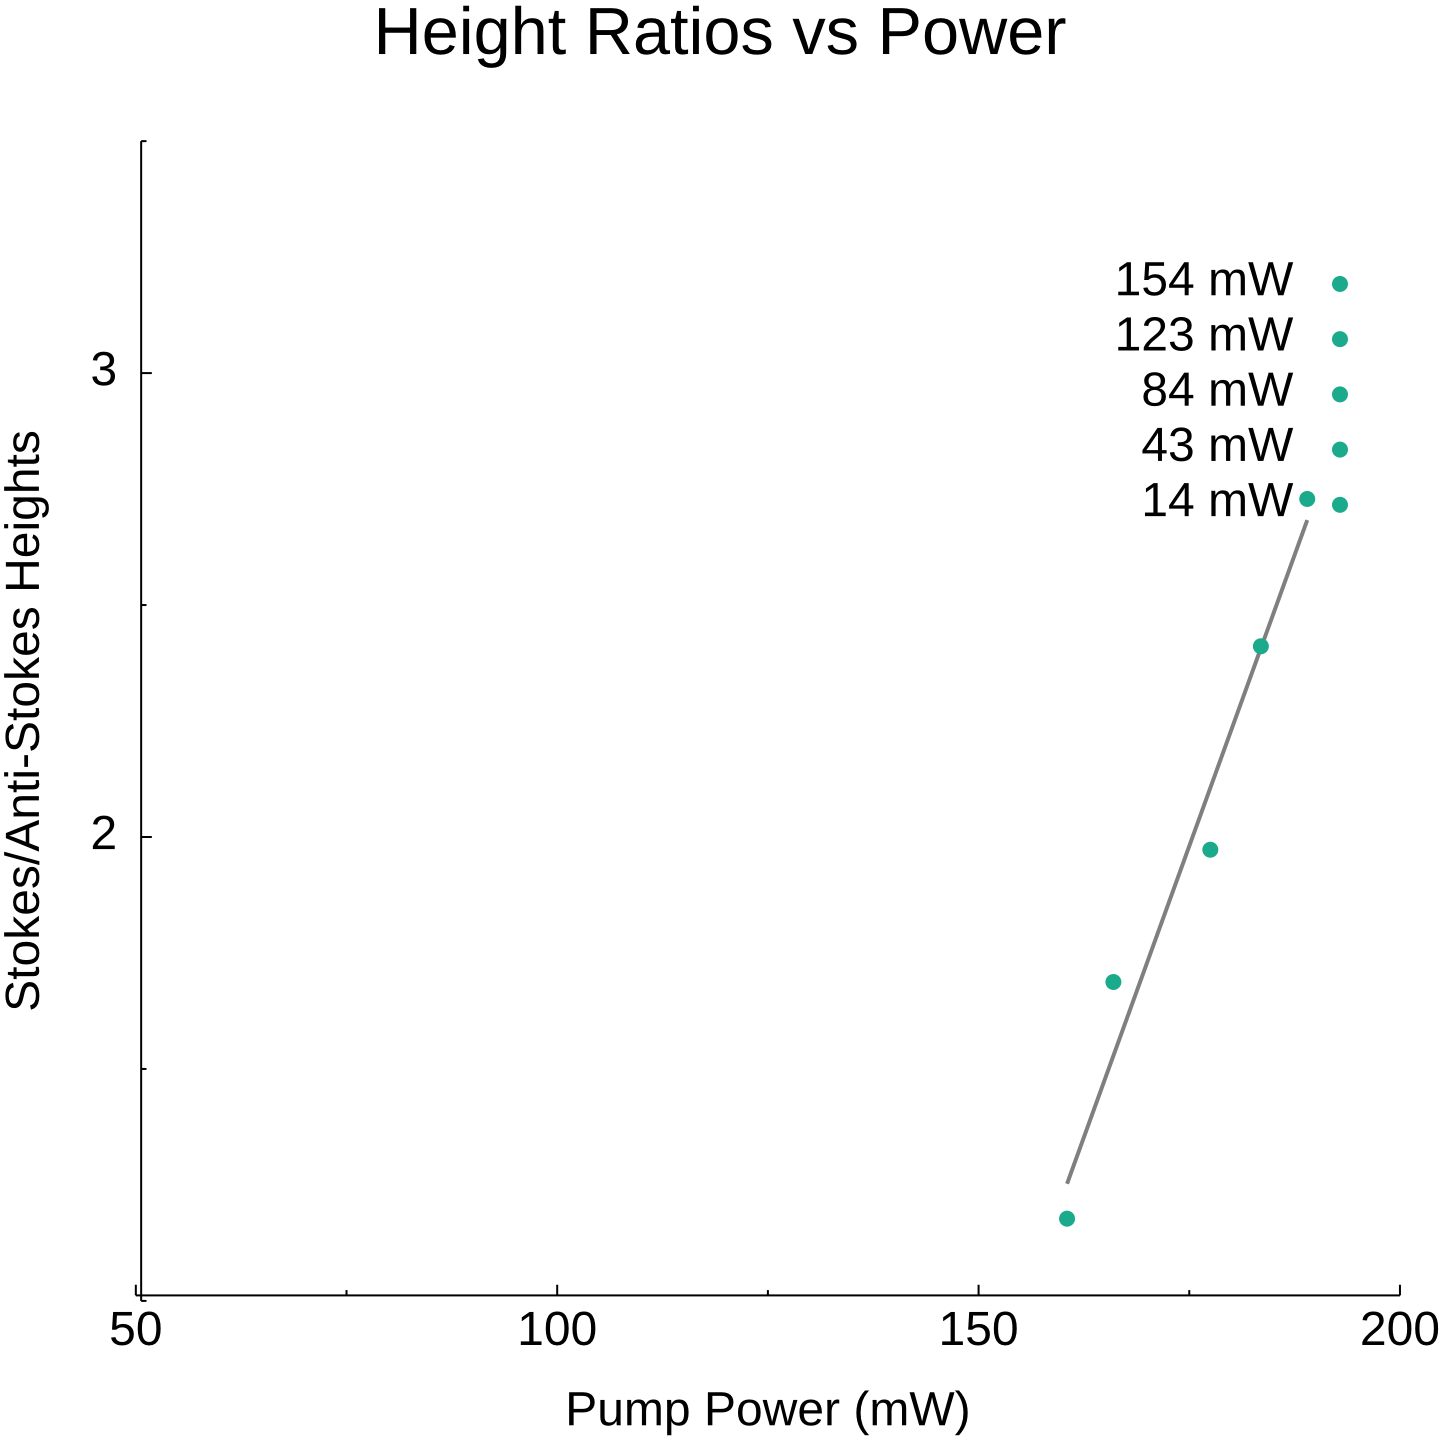 Height Ratios vs Power
154 mW
123 mW
84 mW
43 mW
14 mW
3
2
Stokes/Anti-Stokes Heights
50
100
150
200
Pump Power (mW)